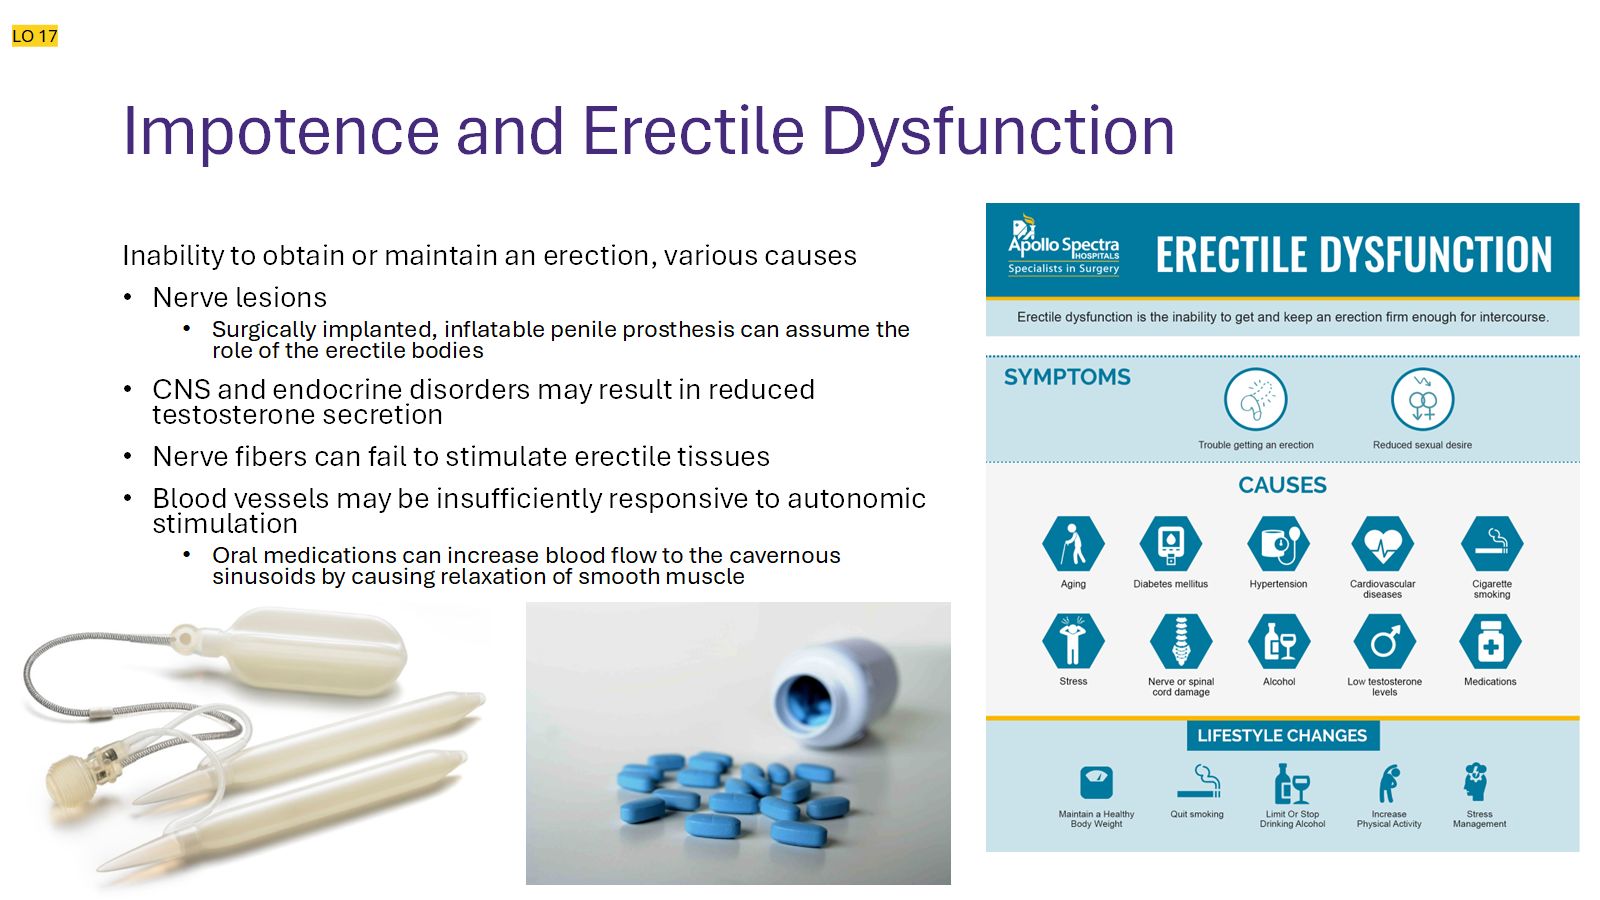 LO 17
Impotence and Erectile Dysfunction
Inability to obtain or maintain an erection, various causes
• Nerve lesions
• Surgically implanted, inflatable penile prosthesis can assume the
role of the erectile bodies
• CNS and endocrine disorders may result in reduced
testosterone secretion
• Nerve fibers can fail to stimulate erectile tissues
• Blood vessels may be insufficiently responsive to autonomic
stimulation
• Oral medications can increase blood flow to the cavernous
sinusoids by causing relaxation of smooth muscle
Apollo Spectra
HOSPITALS
Specialists in Surgery
ERECTILE DYSFUNCTION
Erectile dysfunction is the inability to get and keep an erection firm enough for intercourse.
SYMPTOMS
Trouble getting an erection
Reduced sexual desire
CAUSES
Aging
Diabetes mellitus
Hypertension
Cardiovascular
diseases
Cigarette
smoking
Stress
Nerve or spinal
cord damage
Alcohol
Low testosterone
levels
Medications
LIFESTYLE CHANGES
Maintain a Healthy
Body Weight
Quit smoking
Limit Or Stop
Drinking Alcohol
Increase
Physical Activity
Stress
Management